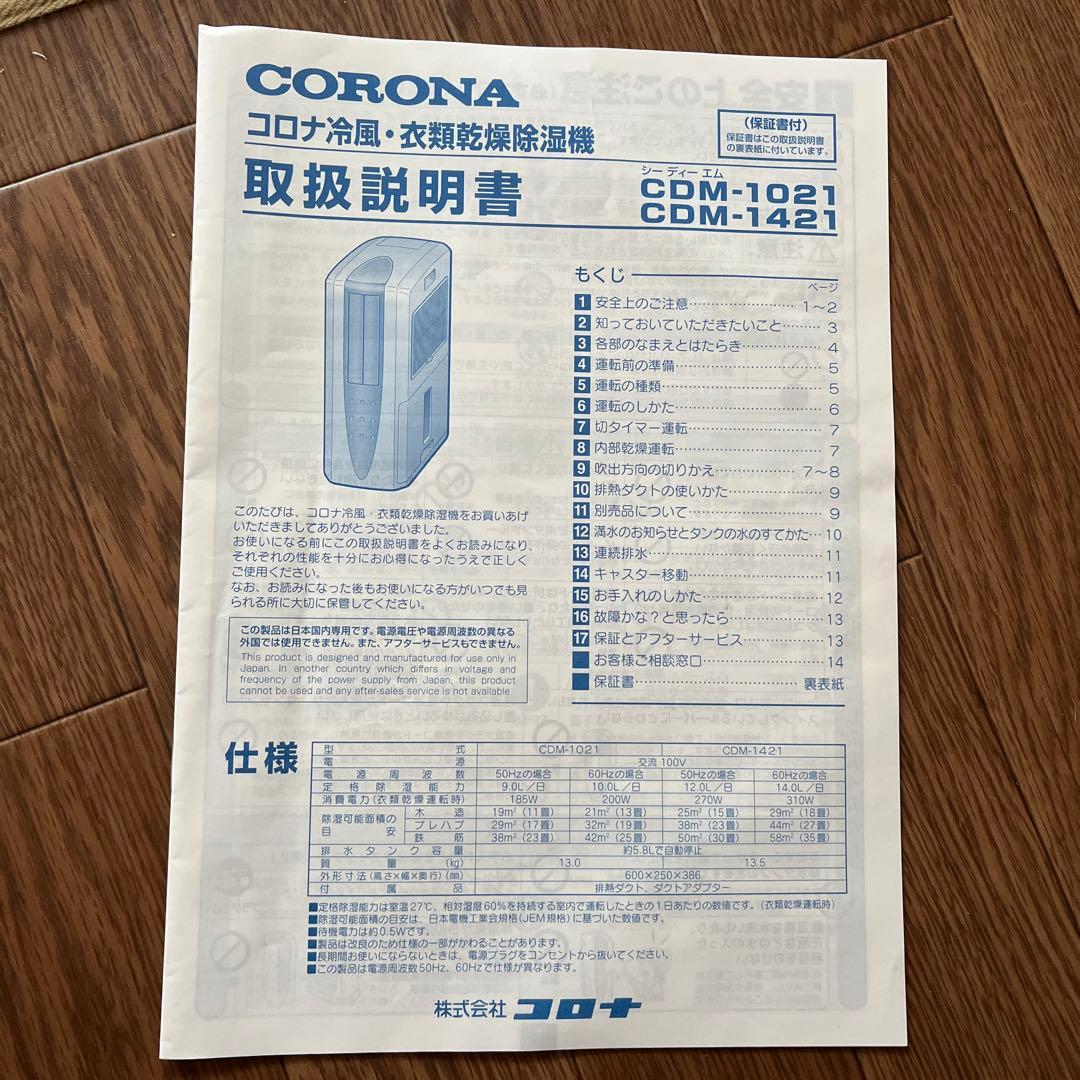 CORONA
コロナ冷風・衣類乾燥除湿機
取扱説明書
(保証書付)
保証書はこの取扱説明書
の裏表紙に付いています。
シー ディー エム
CDM-1021
CDM-1421
もくじ
ページ
1 安全上のご注意 1～2
2 知っておいていただきたいこと 3
3 各部のなまえとはたらき 4
4 運転前の準備 5
5 運転の種類 5
6 運転のしかた 6
7 切タイマー運転 7
8 内部乾燥運転 7
9 吹出方向の切りかえ 7～8
10 排熱ダクトの使いかた 9
11 別売品について 9
12 満水のお知らせとタンクの水のすてかた 10
13 連続排水 11
14 キャスター移動 11
15 お手入れのしかた 12
16 故障かな?と思ったら 13
17 保証とアフターサービス 13
■ お客様ご相談窓口 14
■ 保証書 裏表紙
このたびは、コロナ冷風・衣類乾燥除湿機をお買いあげ
いただきましてありがとうございました。
お使いになる前にこの取扱説明書をよくお読みになり、
それぞれの性能を十分にお心得になったうえで正しく
ご使用ください。
なお、お読みになった後もお使いになる方がいつでも見
られる所に大切に保管してください。
この製品は日本国内専用です。電源電圧や電源周波数の異なる
外国では使用できません。また、アフターサービスもできません。
This product is designed and manufactured for use only in
Japan. In another country which differs in voltage and
frequency of the power supply from Japan, this product
cannot be used and any after-sales service is not available
仕様
型式 CDM-1021 CDM-1421
電源 交流 100V
電源周波数 50Hzの場合 60Hzの場合 50Hzの場合 60Hzの場合
定格除湿能力 9.0L/日 10.0L/日 12.0L/日 14.0L/日
消費電力(衣類乾燥運転時) 185W 200W 270W 310W
除湿可能面積の目安 木造 19m²(11畳) 21m²(13畳) 25m²(15畳) 29m²(18畳)
プレハブ 29m²(17畳) 32m²(19畳) 38m²(23畳) 44m²(27畳)
鉄筋 38m²(23畳) 42m²(25畳) 50m²(30畳) 58m²(35畳)
排水タンク容量 約5.8Lで自動停止
質量(kg) 13.0 13.5
外形寸法(高さ×幅×奥行)(mm) 600×250×386
付属品 排熱ダクト、ダクトアダプター
■定格除湿能力は室温27℃、相対湿度60%を持続する室内で運転したときの1日あたりの数値です。(衣類乾燥運転時)
■除湿可能面積の目安は、日本電機工業会規格(JEM規格)に基づいた数値です。
■待機電力は約0.5Wです。
■製品は改良のため仕様の一部がかわることがあります。
■長期間お使いにならないときは、電源プラグをコンセントから抜いてください。
■この製品は電源周波数50Hz、60Hzで仕様が異なります。
株式会社 コロナ